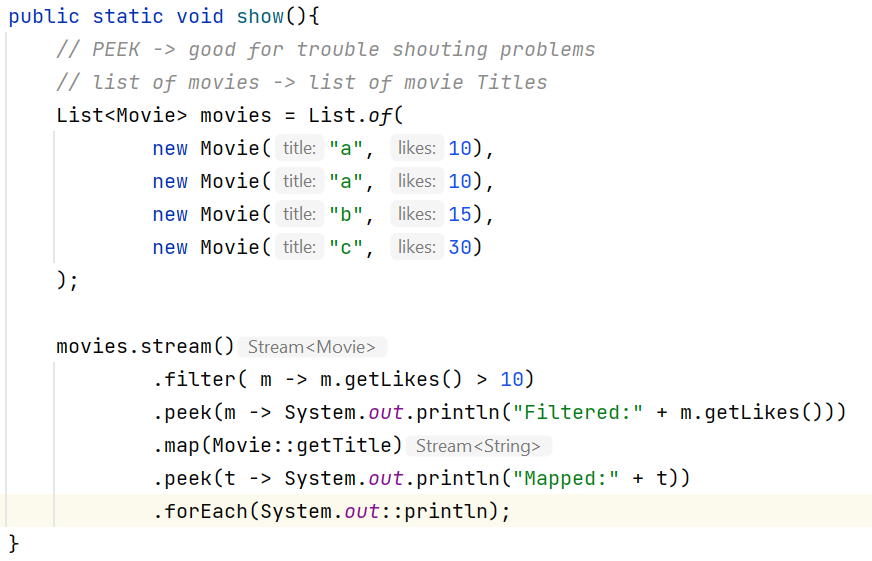 public static void show(){
// PEEK -> good for trouble shouting problems
// list of movies -> list of movie Titles
List<Movie> movies = List.of(
new Movie( title: "a", likes: 10),
new Movie( title: "a", likes: 10),
new Movie( title: "b", likes: 15),
new Movie( title: "c", likes: 30)
);
movies.stream() Stream<Movie>
.filter( m -> m.getLikes() > 10)
.peek(m -> System.out.println("Filtered:" + m.getLikes()))
.map(Movie::getTitle) Stream<String>
.peek(t -> System.out.println("Mapped:" + t))
.forEach(System.out::println);
}